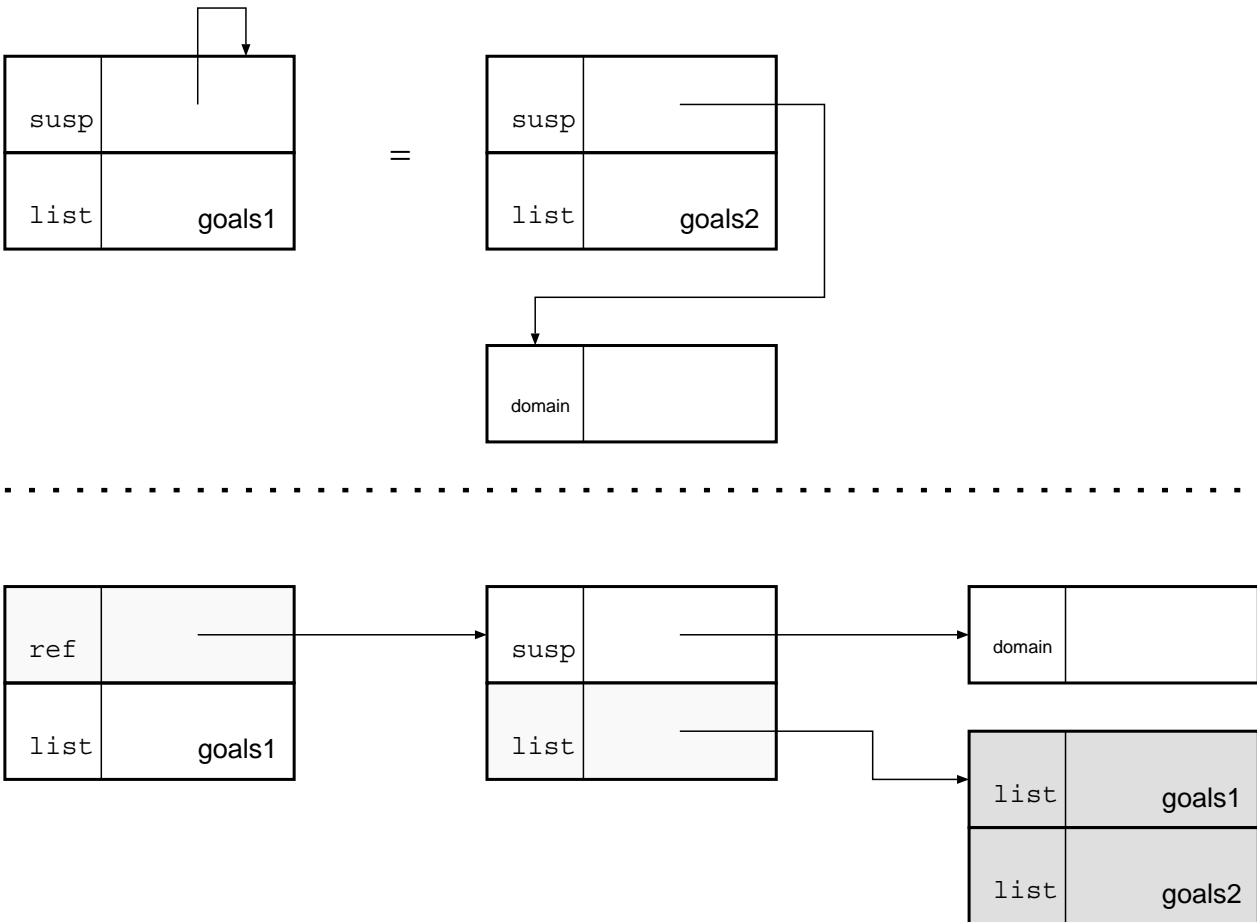 susp
susp
=
list goals1
list goals2
domain
ref
susp
domain
list goals1
list
list goals1
list goals2